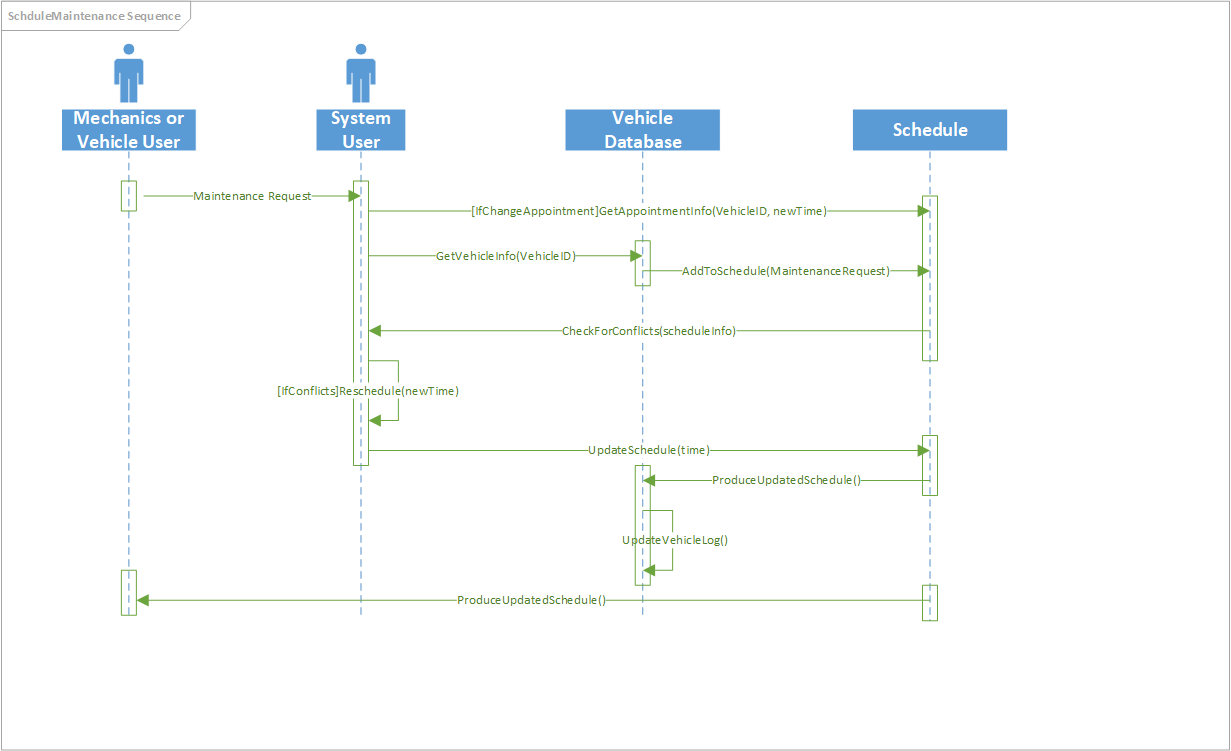 SchduleMaintenance Sequence
Mechanics or
Vehicle User
System
User
Vehicle
Database
Schedule
Maintenance Request
[IfChangeAppointment]GetAppointmentInfo(VehicleID, newTime)
GetVehicleInfo(VehicleID)
AddToSchedule(MaintenanceRequest)
CheckForConflicts(scheduleInfo)
[IfConflicts]Reschedule(newTime)
UpdateSchedule(time)
ProduceUpdatedSchedule()
UpdateVehicleLog()
ProduceUpdatedSchedule()